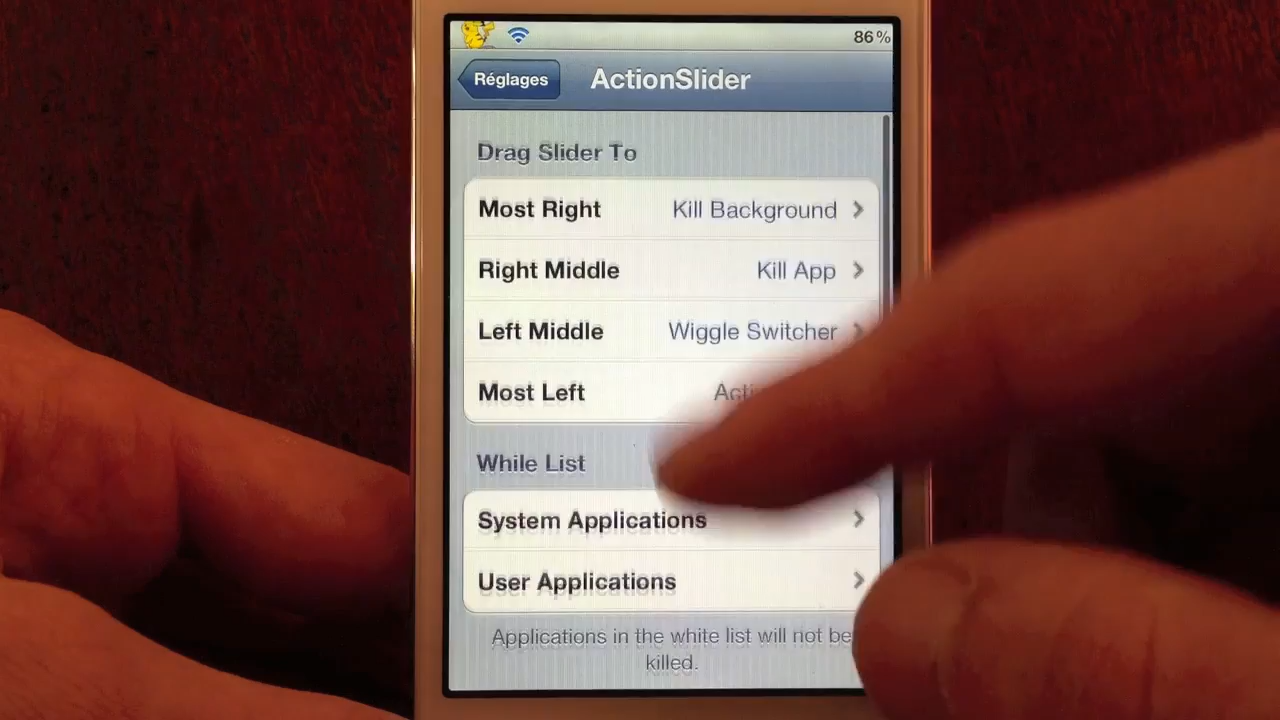 86%
Réglages
ActionSlider
Drag Slider To
Most Right Kill Background
Right Middle Kill App
Left Middle Wiggle Switcher
Most Left
While List
System Applications
User Applications
Applications in the white list will not be
killed.